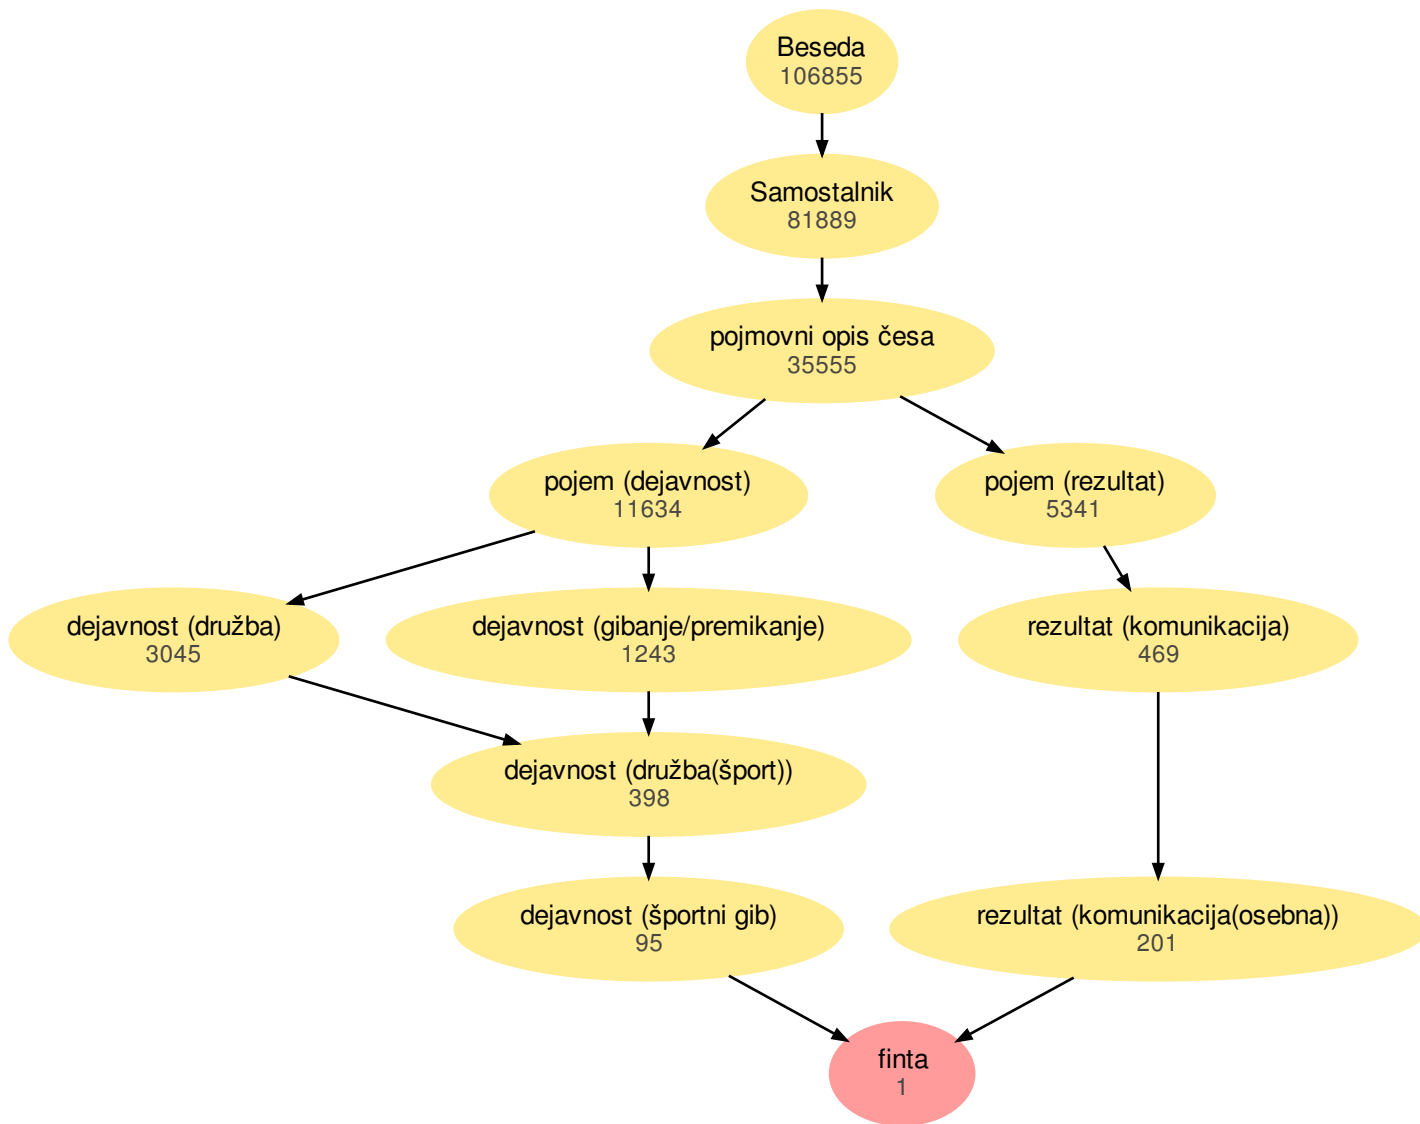 Beseda
106855
Samostalnik
81889
pojmovni opis česa
35555
pojem (dejavnost)
11634
pojem (rezultat)
5341
dejavnost (družba)
3045
dejavnost (gibanje/premikanje)
1243
rezultat (komunikacija)
469
dejavnost (družba(šport))
398
dejavnost (športni gib)
95
rezultat (komunikacija(osebna))
201
finta
1